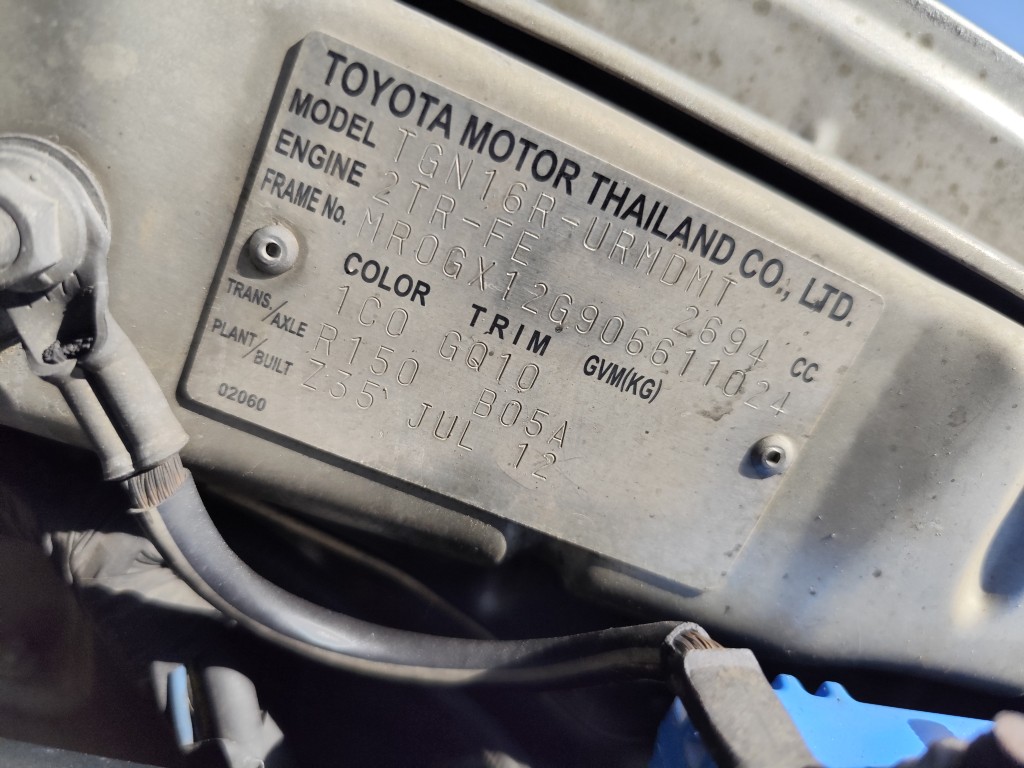 TOYOTA MOTOR THAILAND CO., LTD.
MODEL TGN16R-URMDMT
ENGINE 2TR-FE 2694 CC
FRAME No. MR0GX12G906611024
COLOR TRIM GVM(KG)
1C0 GQ10
TRANS/AXLE R150 B05A
PLANT/BUILT Z35 JUL 12
02060